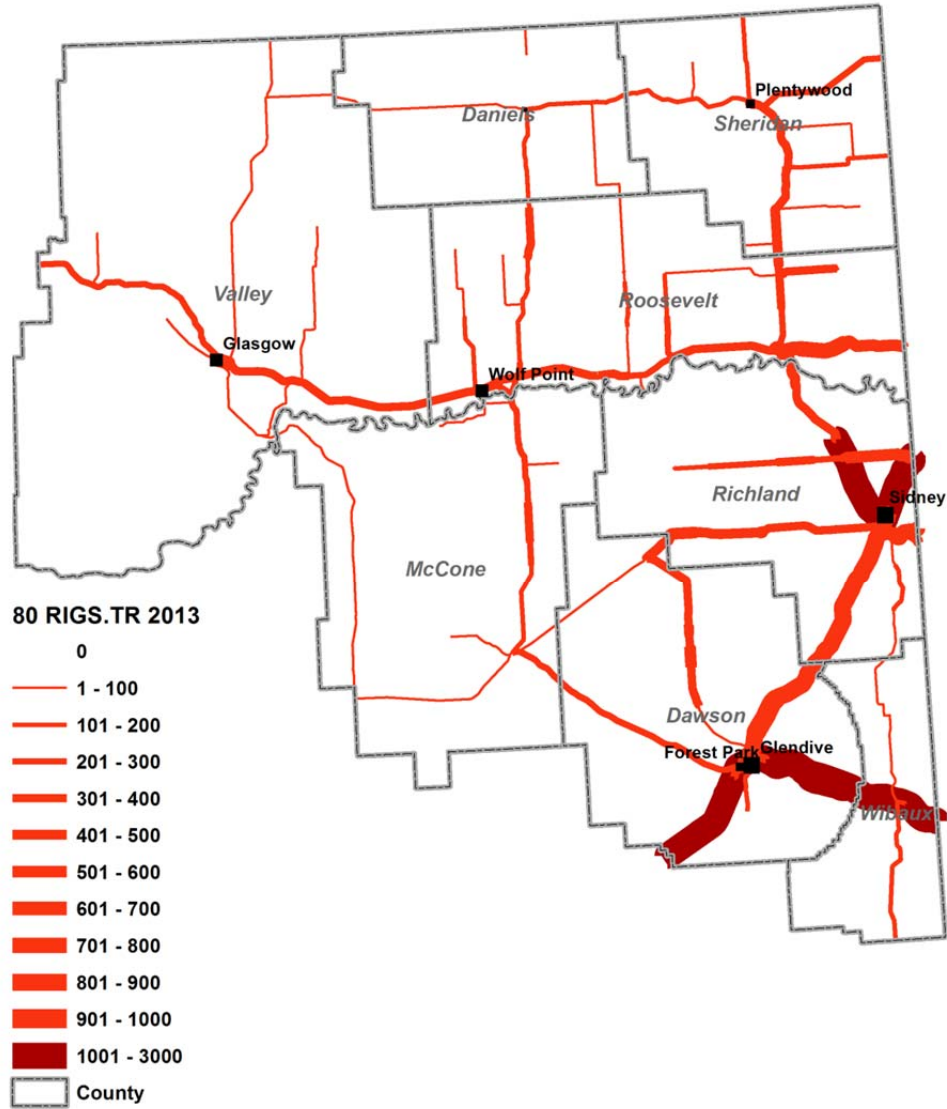 Plentywood
Daniels
Sheridan
Valley
Roosevelt
Glasgow
Wolf Point
Richland
Sidney
McCone
80 RIGS.TR 2013
0
1 - 100
101 - 200
201 - 300
301 - 400
401 - 500
501 - 600
601 - 700
701 - 800
801 - 900
901 - 1000
1001 - 3000
County
Dawson
Forest Park
Glendive
Wibaux